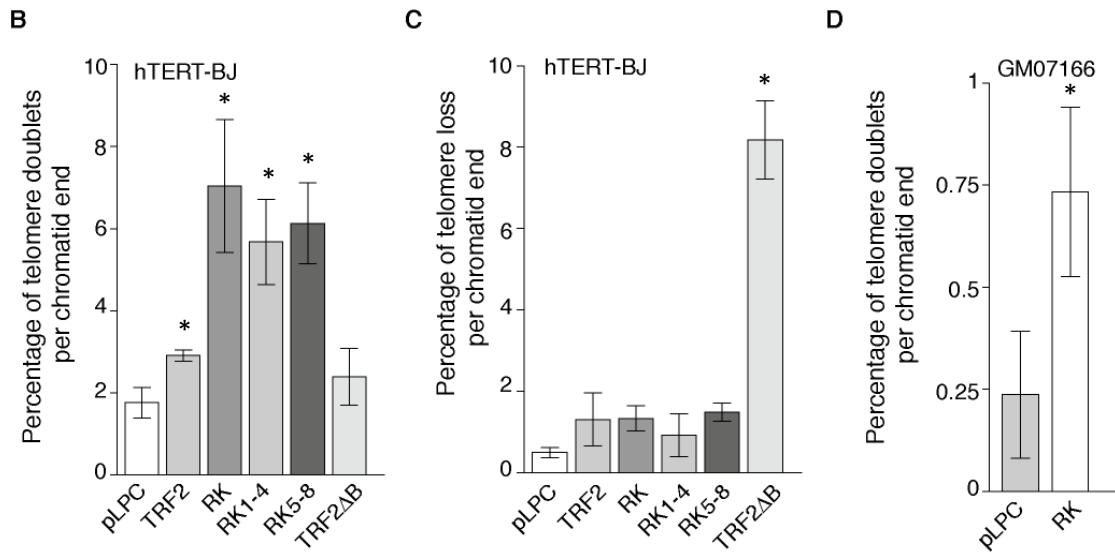 B
hTERT-BJ
Percentage of telomere doublets
per chromatid end
10
8
6
4
2
0
*
*
*
*
pLPC
TRF2
RK
RK1-4
RK5-8
TRF2ΔB
C
hTERT-BJ
Percentage of telomere loss
per chromatid end
10
8
6
4
2
0
*
pLPC
TRF2
RK
RK1-4
RK5-8
TRF2ΔB
D
GM07166
Percentage of telomere doublets
per chromatid end
1
0.75
0.5
0.25
0
*
pLPC
RK